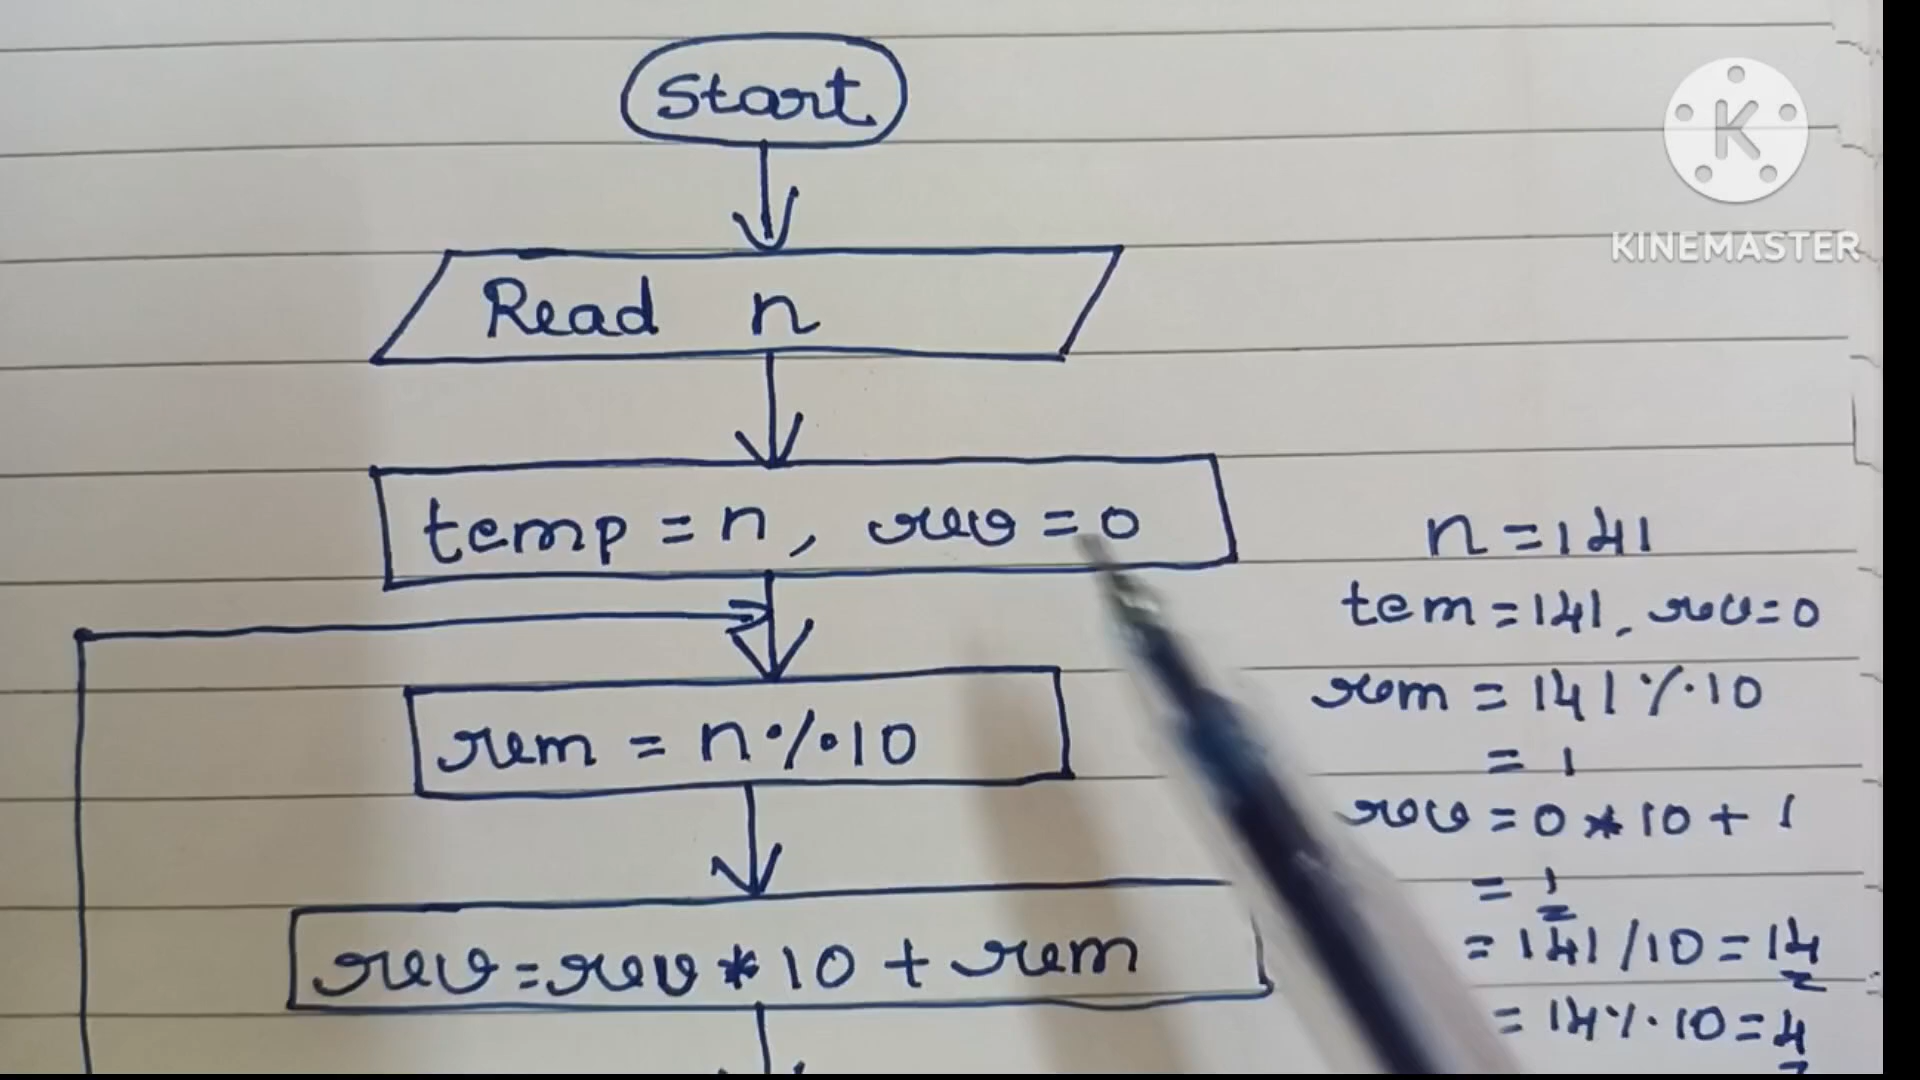 Start
Read n
temp = n, rev = 0
rem = n % 10
rev = rev * 10 + rem
n = 141
tem = 141, rev = 0
rem = 141 % 10
= 1
rev = 0 * 10 + 1
= 1
= 141 / 10 = 14
= 14 % 10 = 4
K
KINEMASTER